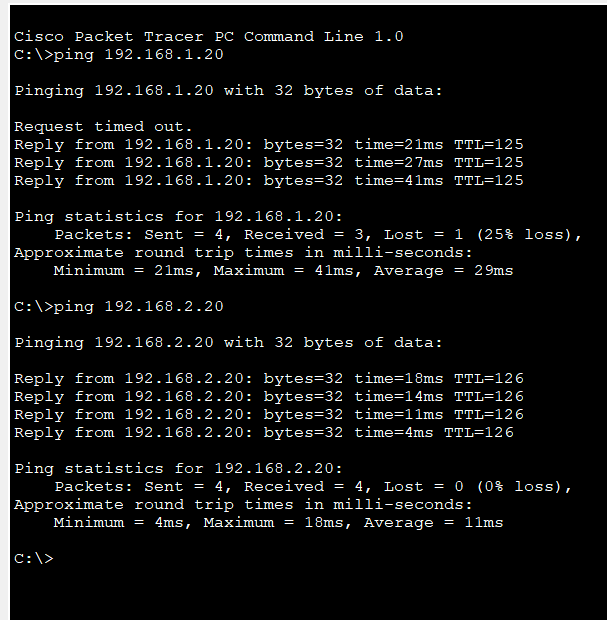 Cisco Packet Tracer PC Command Line 1.0
C:\>ping 192.168.1.20
Pinging 192.168.1.20 with 32 bytes of data:
Request timed out.
Reply from 192.168.1.20: bytes=32 time=21ms TTL=125
Reply from 192.168.1.20: bytes=32 time=27ms TTL=125
Reply from 192.168.1.20: bytes=32 time=41ms TTL=125
Ping statistics for 192.168.1.20:
Packets: Sent = 4, Received = 3, Lost = 1 (25% loss),
Approximate round trip times in milli-seconds:
Minimum = 21ms, Maximum = 41ms, Average = 29ms
C:\>ping 192.168.2.20
Pinging 192.168.2.20 with 32 bytes of data:
Reply from 192.168.2.20: bytes=32 time=18ms TTL=126
Reply from 192.168.2.20: bytes=32 time=14ms TTL=126
Reply from 192.168.2.20: bytes=32 time=11ms TTL=126
Reply from 192.168.2.20: bytes=32 time=4ms TTL=126
Ping statistics for 192.168.2.20:
Packets: Sent = 4, Received = 4, Lost = 0 (0% loss),
Approximate round trip times in milli-seconds:
Minimum = 4ms, Maximum = 18ms, Average = 11ms
C:\>